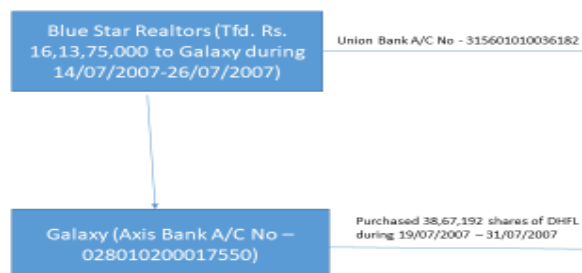 Blue Star Realtors (Tfd. Rs.
16,13,75,000 to Galaxy during
14/07/2007-26/07/2007)
Union Bank A/C No - 315601010036182
Galaxy (Axis Bank A/C No –
028010200017550)
Purchased 38,67,192 shares of DHFL
during 19/07/2007 – 31/07/2007